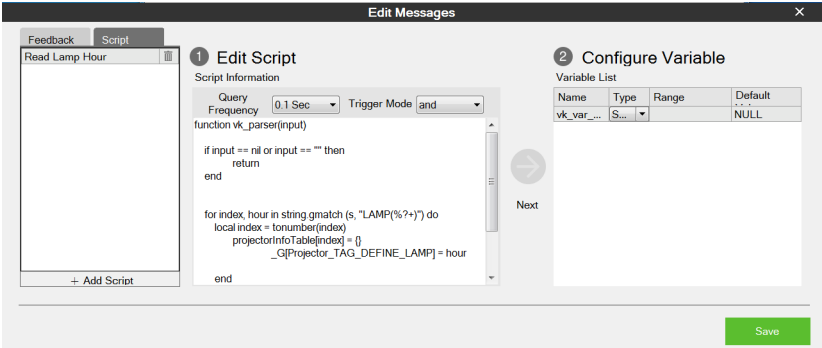 Edit Messages
Feedback
Script
Read Lamp Hour
+ Add Script
1 Edit Script
Script Information
Query Frequency
0.1 Sec
Trigger Mode
and
function vk_parser(input)
if input == nil or input == "" then
return
end
for index, hour in string.gmatch (s, "LAMP(%?+)") do
local index = tonumber(index)
projectorInfoTable[index] = {}
_G[Projector_TAG_DEFINE_LAMP] = hour
end
Next
2 Configure Variable
Variable List
Name Type Range Default
vk_var_... S... NULL
Save